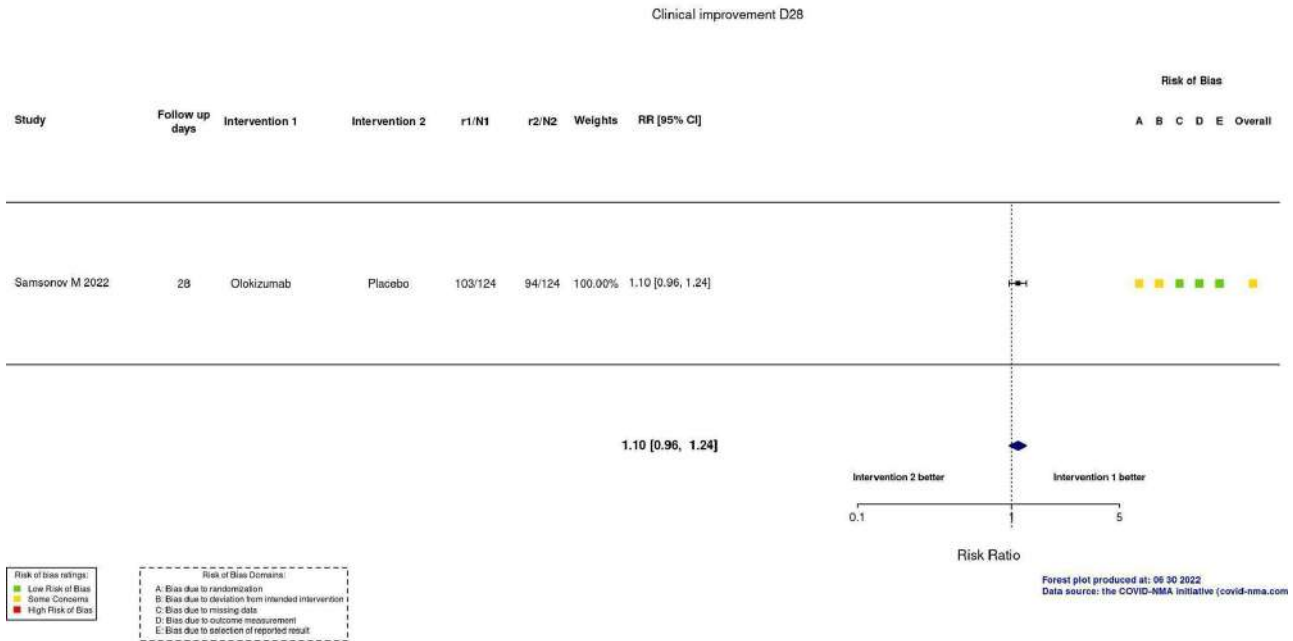 Clinical improvement D28
Risk of Bias
Study Follow up days Intervention 1 Intervention 2 r1/N1 r2/N2 Weights RR [95% CI] A B C D E Overall
Samsonov M 2022 28 Olokizumab Placebo 103/124 94/124 100.00% 1.10 [0.96, 1.24]
1.10 [0.96, 1.24]
Intervention 2 better Intervention 1 better
0.1 1 5
Risk Ratio
Risk of bias ratings:
Low Risk of Bias
Some Concerns
High Risk of Bias
Risk of Bias Domains:
A: Bias due to randomization
B: Bias due to deviation from intended intervention
C: Bias due to missing data
D: Bias due to outcome measurement
E: Bias due to selection of reported result
Forest plot produced at: 06 30 2022
Data source: the COVID-NMA initiative (covid-nma.com